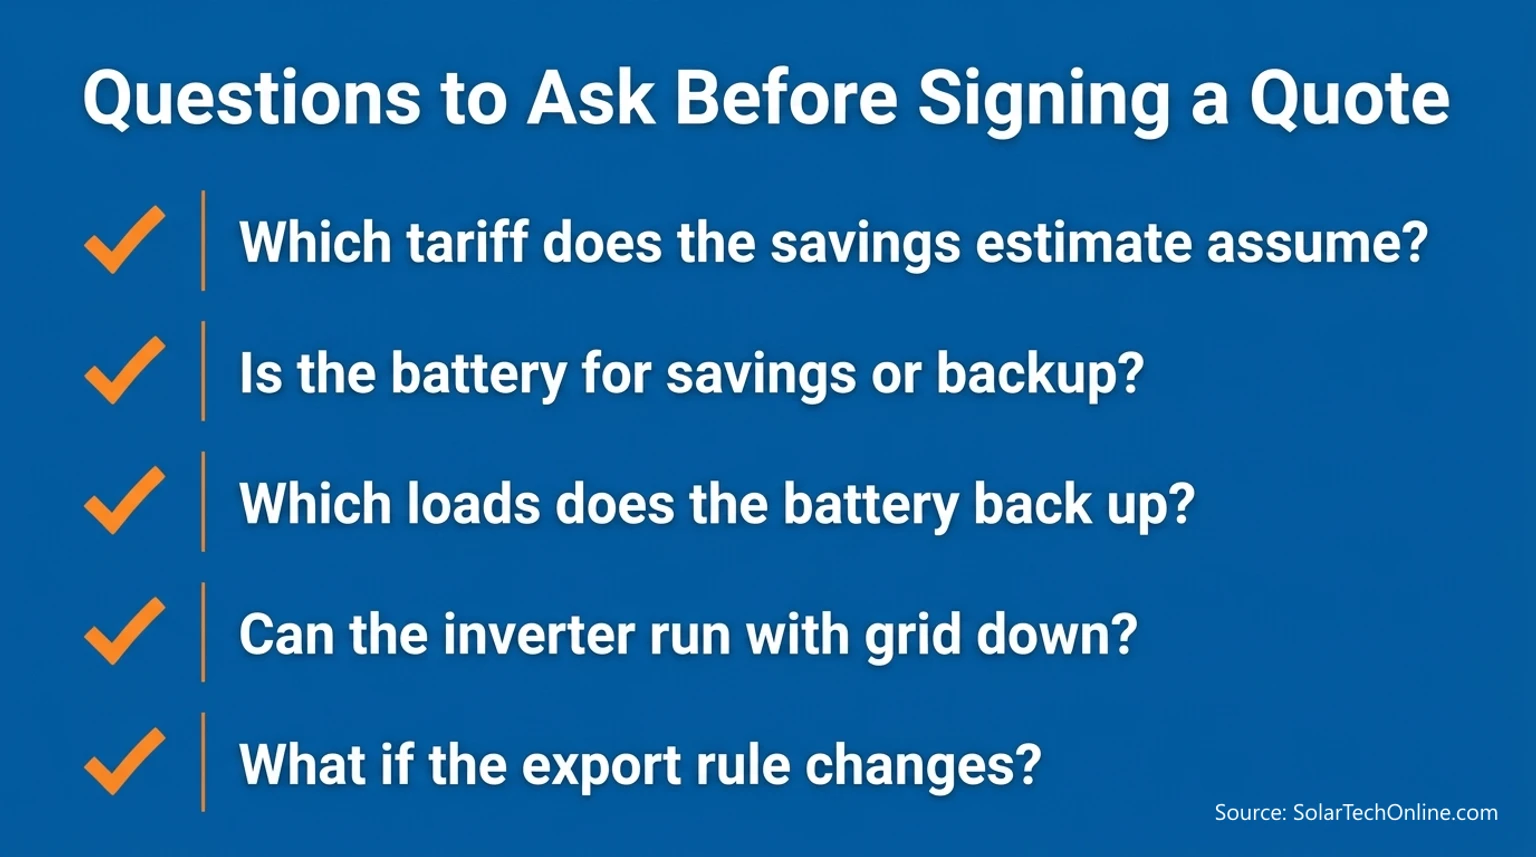 Questions to Ask Before Signing a Quote
Which tariff does the savings estimate assume?
Is the battery for savings or backup?
Which loads does the battery back up?
Can the inverter run with grid down?
What if the export rule changes?
Source: SolarTechOnline.com